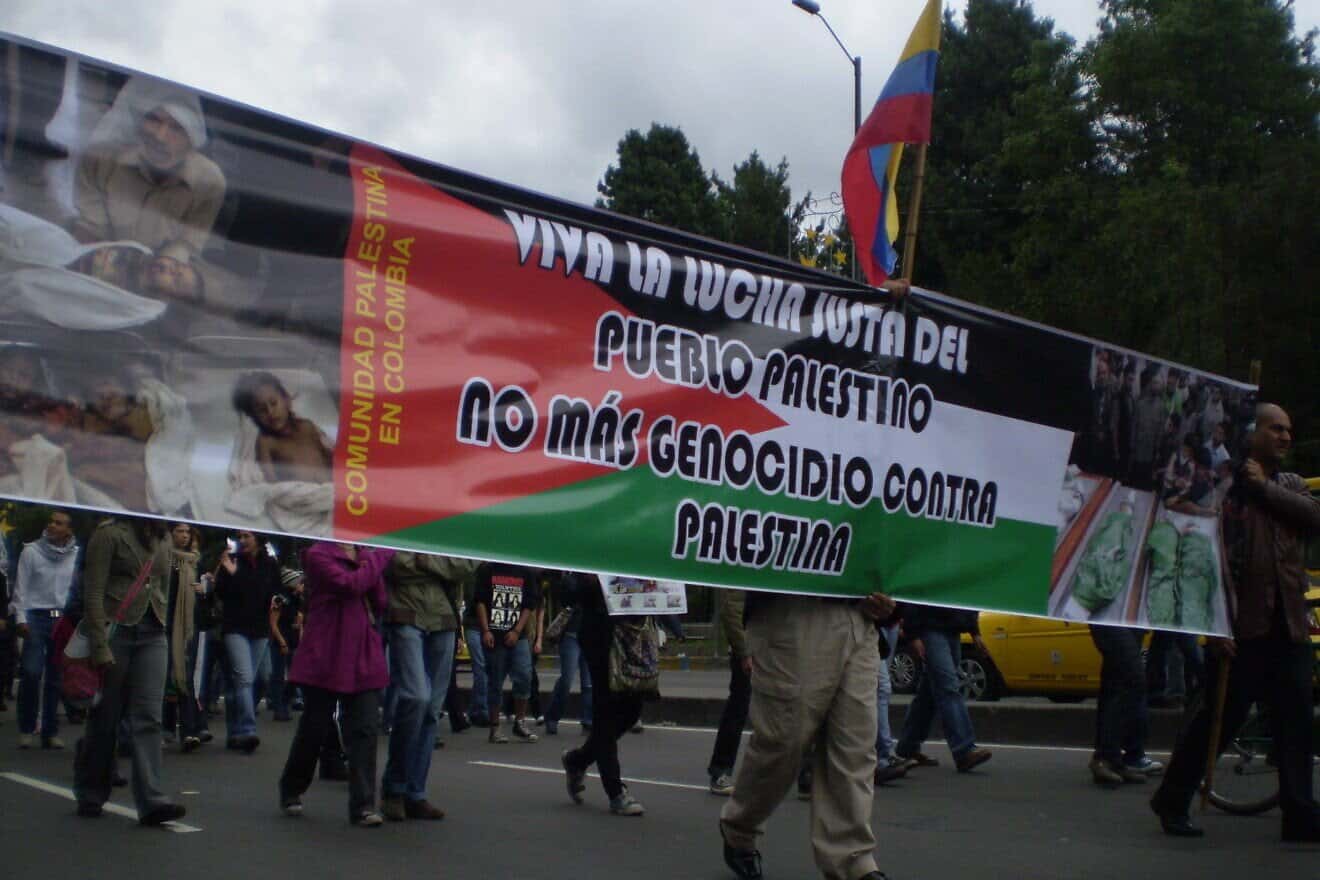 COMUNIDAD PALESTINA
EN COLOMBIA
VIVA LA LUCHA JUSTA DEL
PUEBLO PALESTINO
NO MÁS GENOCIDIO CONTRA
PALESTINA